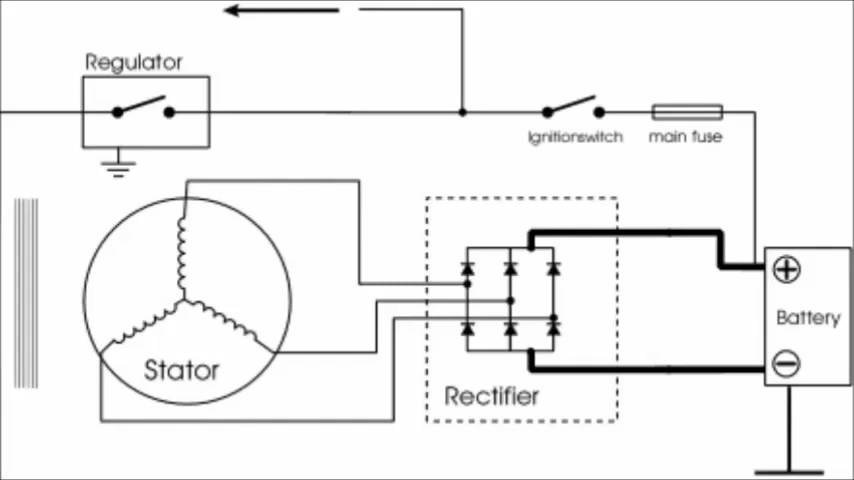 Regulator
Ignitionswitch
main fuse
Battery
Stator
Rectifier